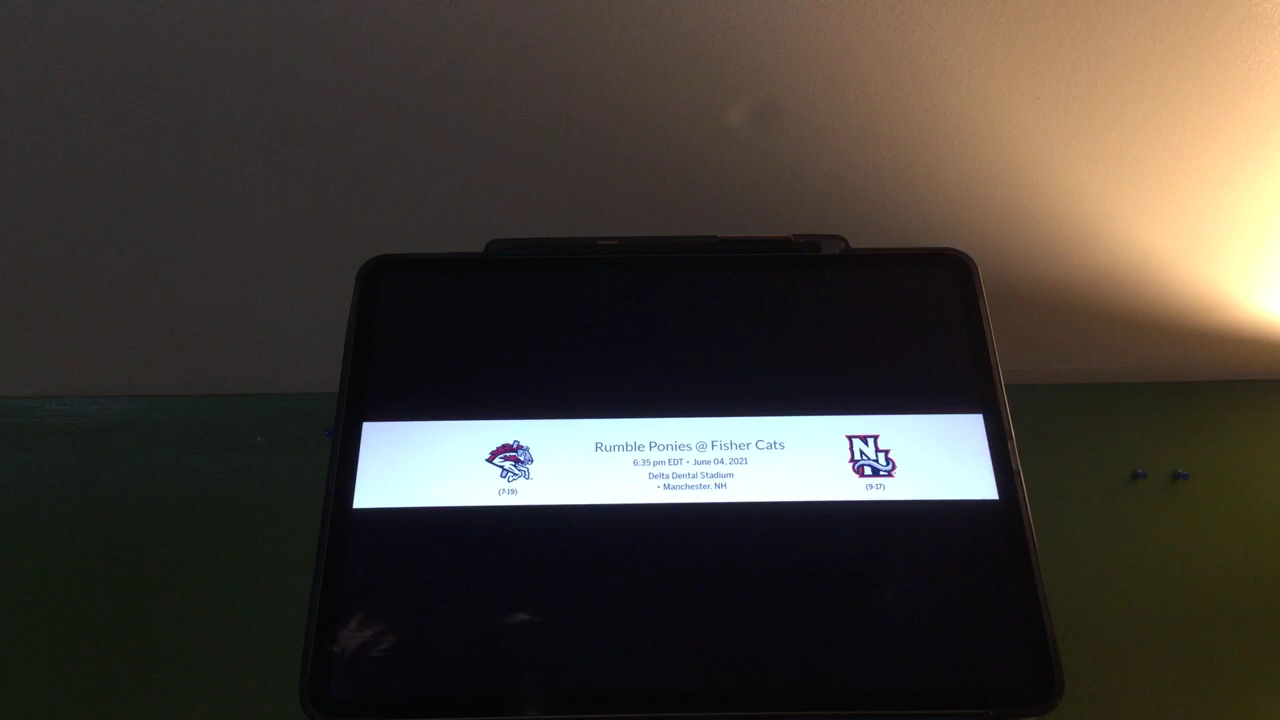 Rumble Ponies @ Fisher Cats
6:35 pm EDT • June 04, 2021
Delta Dental Stadium
• Manchester, NH
(7-19)
(9-17)
NH